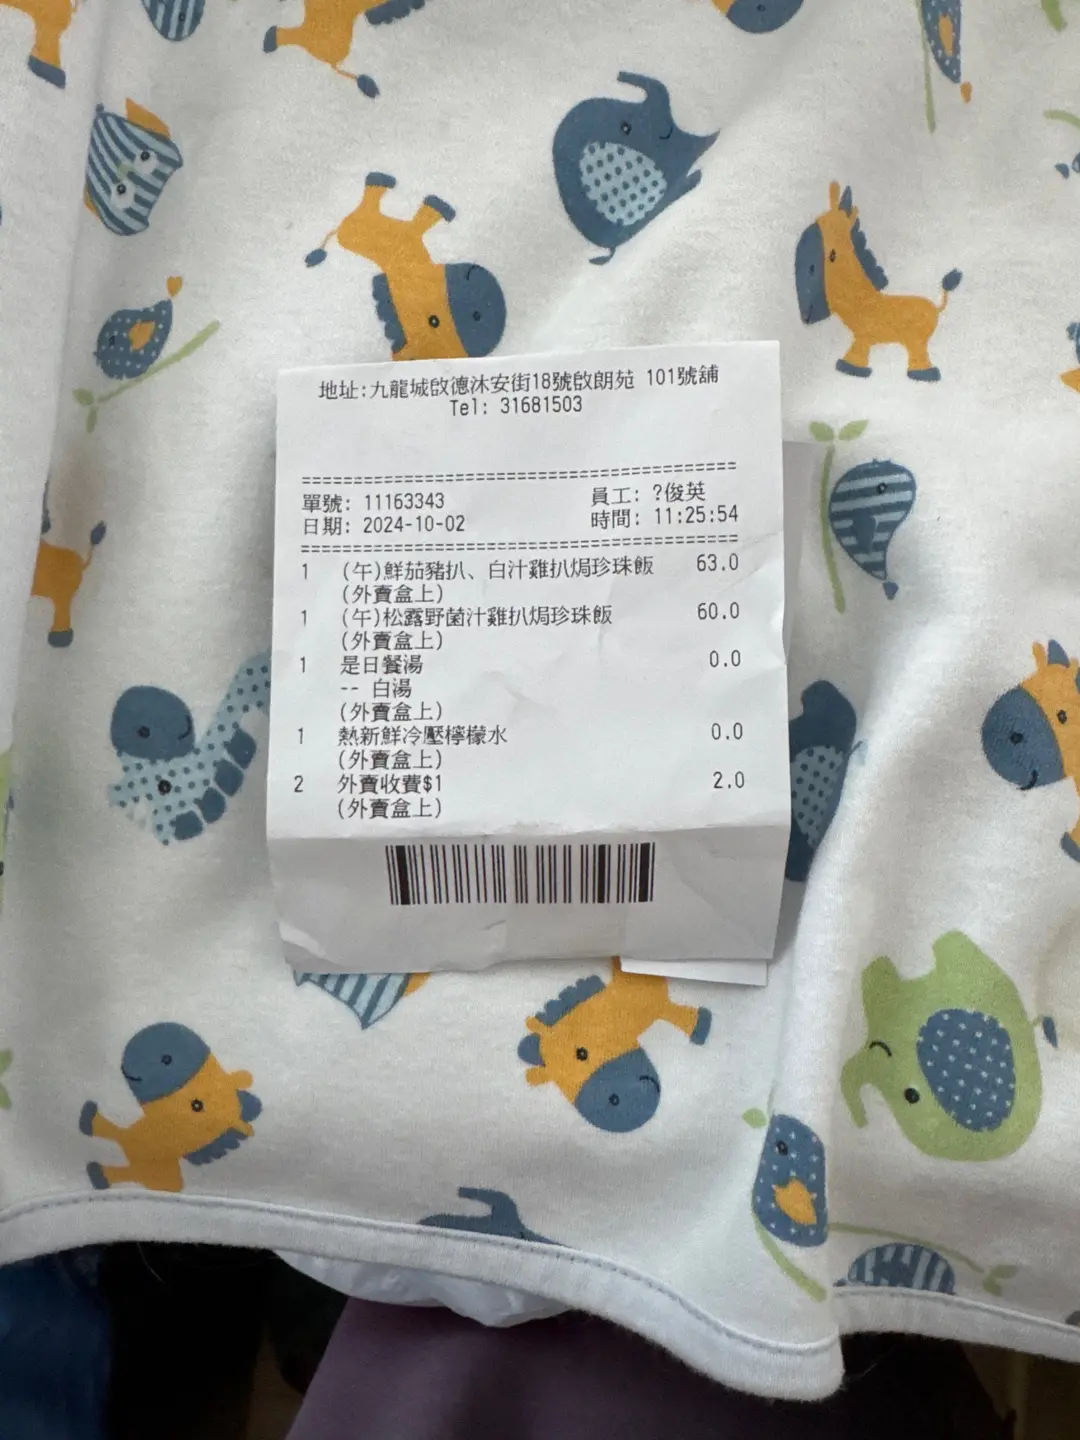 地址:九龍城啟德沐安街18號啟朗苑 101號舖
Tel: 31681503
==========================================
單號: 11163343 員工: ?俊英
日期: 2024-10-02 時間: 11:25:54
==========================================
1 (午)鮮茄豬扒、白汁雞扒焗珍珠飯 63.0
(外賣盒上)
1 (午)松露野菌汁雞扒焗珍珠飯 60.0
(外賣盒上)
1 是日餐湯 0.0
-- 白湯
(外賣盒上)
1 熱新鮮冷壓檸檬水 0.0
(外賣盒上)
2 外賣收費$1 2.0
(外賣盒上)